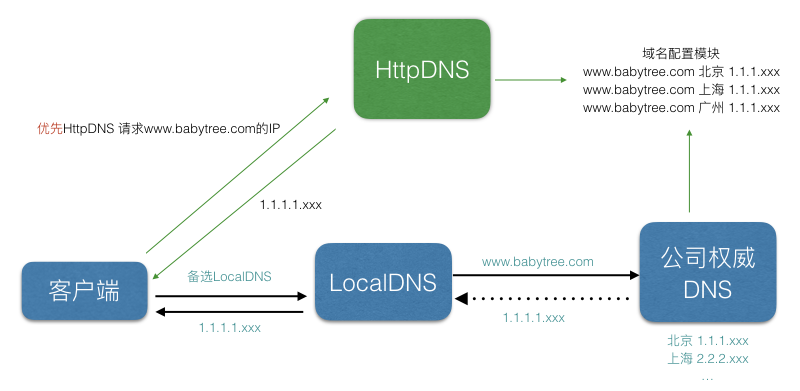 HttpDNS
域名配置模块
www.babytree.com 北京 1.1.1.xxx
www.babytree.com 上海 1.1.1.xxx
www.babytree.com 广州 1.1.1.xxx
优先HttpDNS 请求www.babytree.com的IP
1.1.1.1.xxx
客户端
备选LocalDNS
1.1.1.1.xxx
LocalDNS
www.babytree.com
1.1.1.1.xxx
公司权威
DNS
北京 1.1.1.xxx
上海 2.2.2.xxx